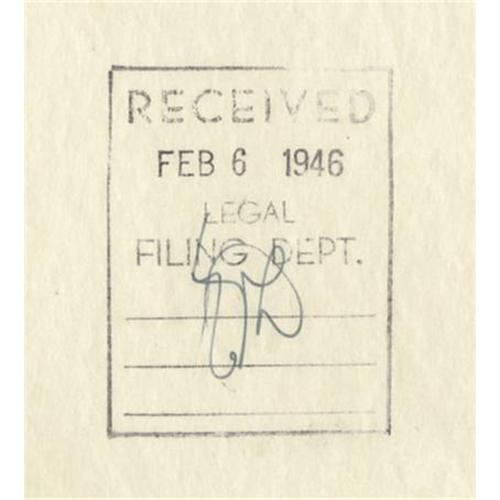 RECEIVED
FEB 6 1946
LEGAL
FILING DEPT.